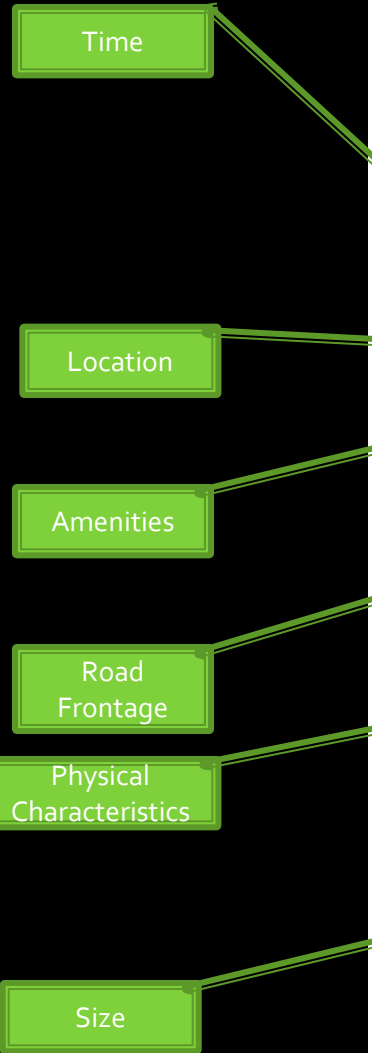 Time
Location
Amenities
Road
Frontage
Physical
Characteristics
Size